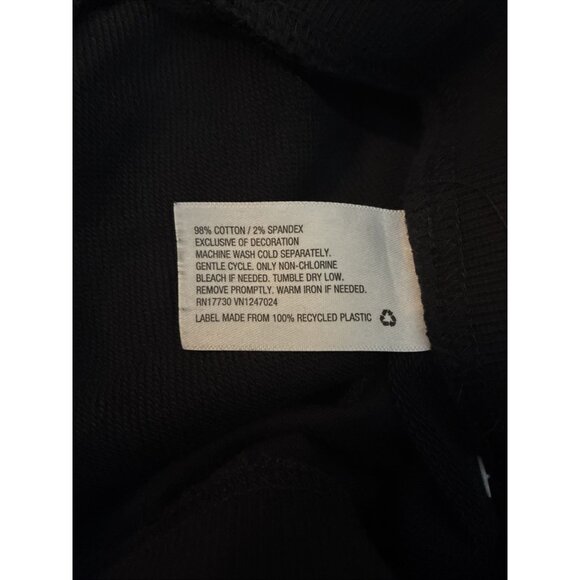 98% COTTON / 2% SPANDEX
EXCLUSIVE OF DECORATION
MACHINE WASH COLD SEPARATELY.
GENTLE CYCLE. ONLY NON-CHLORINE
BLEACH IF NEEDED. TUMBLE DRY LOW.
REMOVE PROMPTLY. WARM IRON IF NEEDED.
RN17730 VN1247024
LABEL MADE FROM 100% RECYCLED PLASTIC